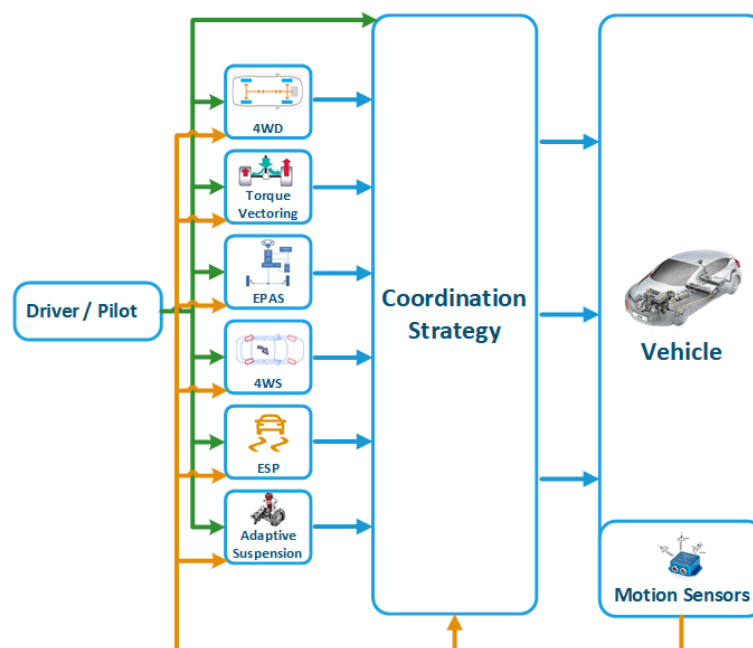 4WD
Torque
Vectoring
EPAS
Driver / Pilot
4WS
ESP
Adaptive
Suspension
Coordination
Strategy
Vehicle
Motion Sensors